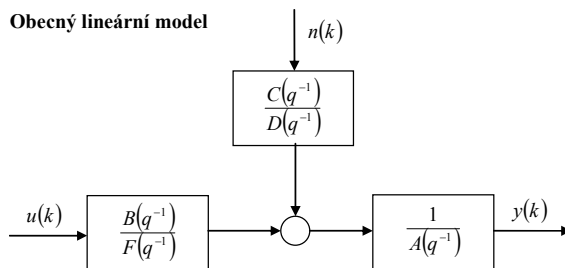 Obecný lineární model
n(k)
C(q⁻¹)
D(q⁻¹)
u(k)
B(q⁻¹)
F(q⁻¹)
1
A(q⁻¹)
y(k)